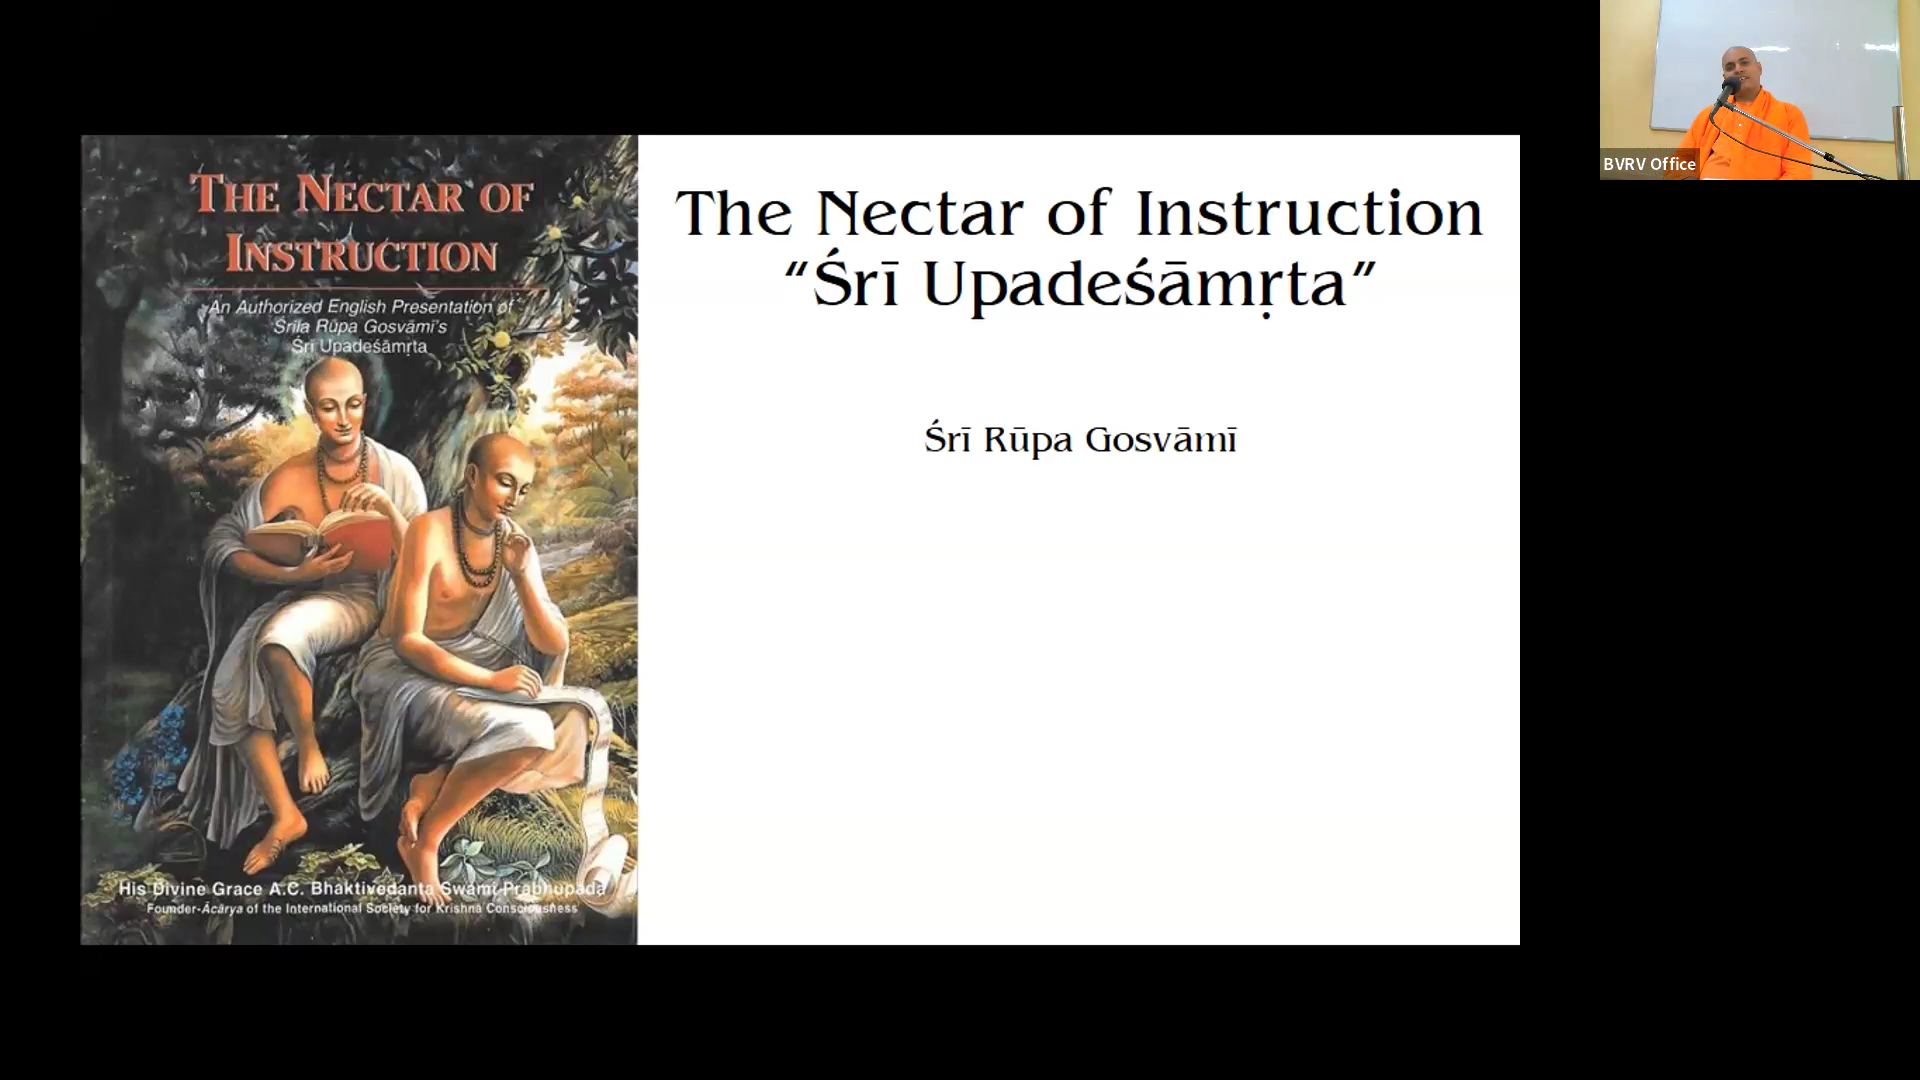 THE NECTAR OF
INSTRUCTION
An Authorized English Presentation of
Śrīla Rūpa Gosvāmī's
Śrī Upadeśāmṛta
His Divine Grace A.C. Bhaktivedanta Swami Prabhupāda
Founder-Ācārya of the International Society for Krishna Consciousness
The Nectar of Instruction
“Śrī Upadeśāmṛta”
Śrī Rūpa Gosvāmī
BVRV Office